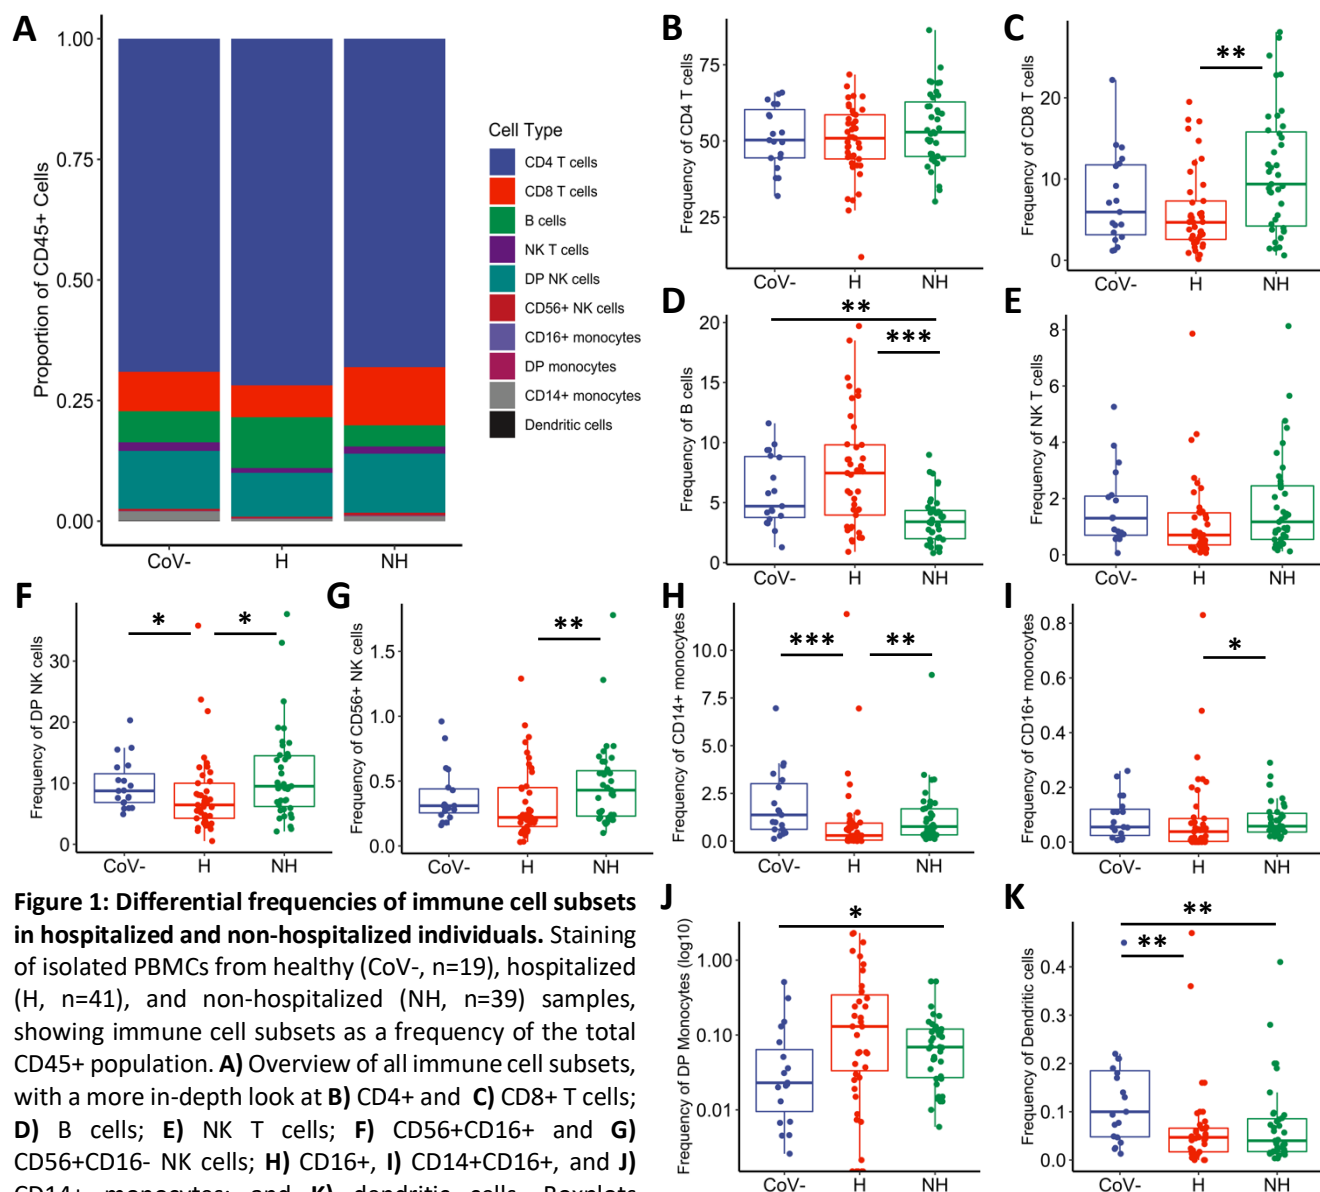 A
1.00
0.75
0.50
0.25
0.00
Proportion of CD45+ Cells
CoV-
H
NH
Cell Type
CD4 T cells
CD8 T cells
B cells
NK T cells
DP NK cells
CD56+ NK cells
CD16+ monocytes
DP monocytes
CD14+ monocytes
Dendritic cells
B
Frequency of CD4 T cells
75
50
25
CoV-
H
NH
C
Frequency of CD8 T cells
20
10
0
**
CoV-
H
NH
D
Frequency of B cells
20
15
10
5
0
**
***
CoV-
H
NH
E
Frequency of NK T cells
8
6
4
2
0
CoV-
H
NH
F
Frequency of DP NK cells
30
20
10
0
*
*
CoV-
H
NH
G
Frequency of CD56+ NK cells
1.5
1.0
0.5
0.0
**
CoV-
H
NH
H
Frequency of CD14+ monocytes
10.0
7.5
5.0
2.5
0.0
***
**
CoV-
H
NH
I
Frequency of CD16+ monocytes
0.8
0.6
0.4
0.2
0.0
*
CoV-
H
NH
J
Frequency of DP Monocytes (log10)
1.00
0.10
0.01
*
CoV-
H
NH
K
Frequency of Dendritic cells
0.4
0.3
0.2
0.1
0.0
**
**
CoV-
H
NH
Figure 1: Differential frequencies of immune cell subsets
in hospitalized and non-hospitalized individuals. Staining
of isolated PBMCs from healthy (CoV-, n=19), hospitalized
(H, n=41), and non-hospitalized (NH, n=39) samples,
showing immune cell subsets as a frequency of the total
CD45+ population. A) Overview of all immune cell subsets,
with a more in-depth look at B) CD4+ and C) CD8+ T cells;
D) B cells; E) NK T cells; F) CD56+CD16+ and G)
CD56+CD16- NK cells; H) CD16+, I) CD14+CD16+, and J)
CD14+ monocytes; and K) dendritic cells. Boxplots